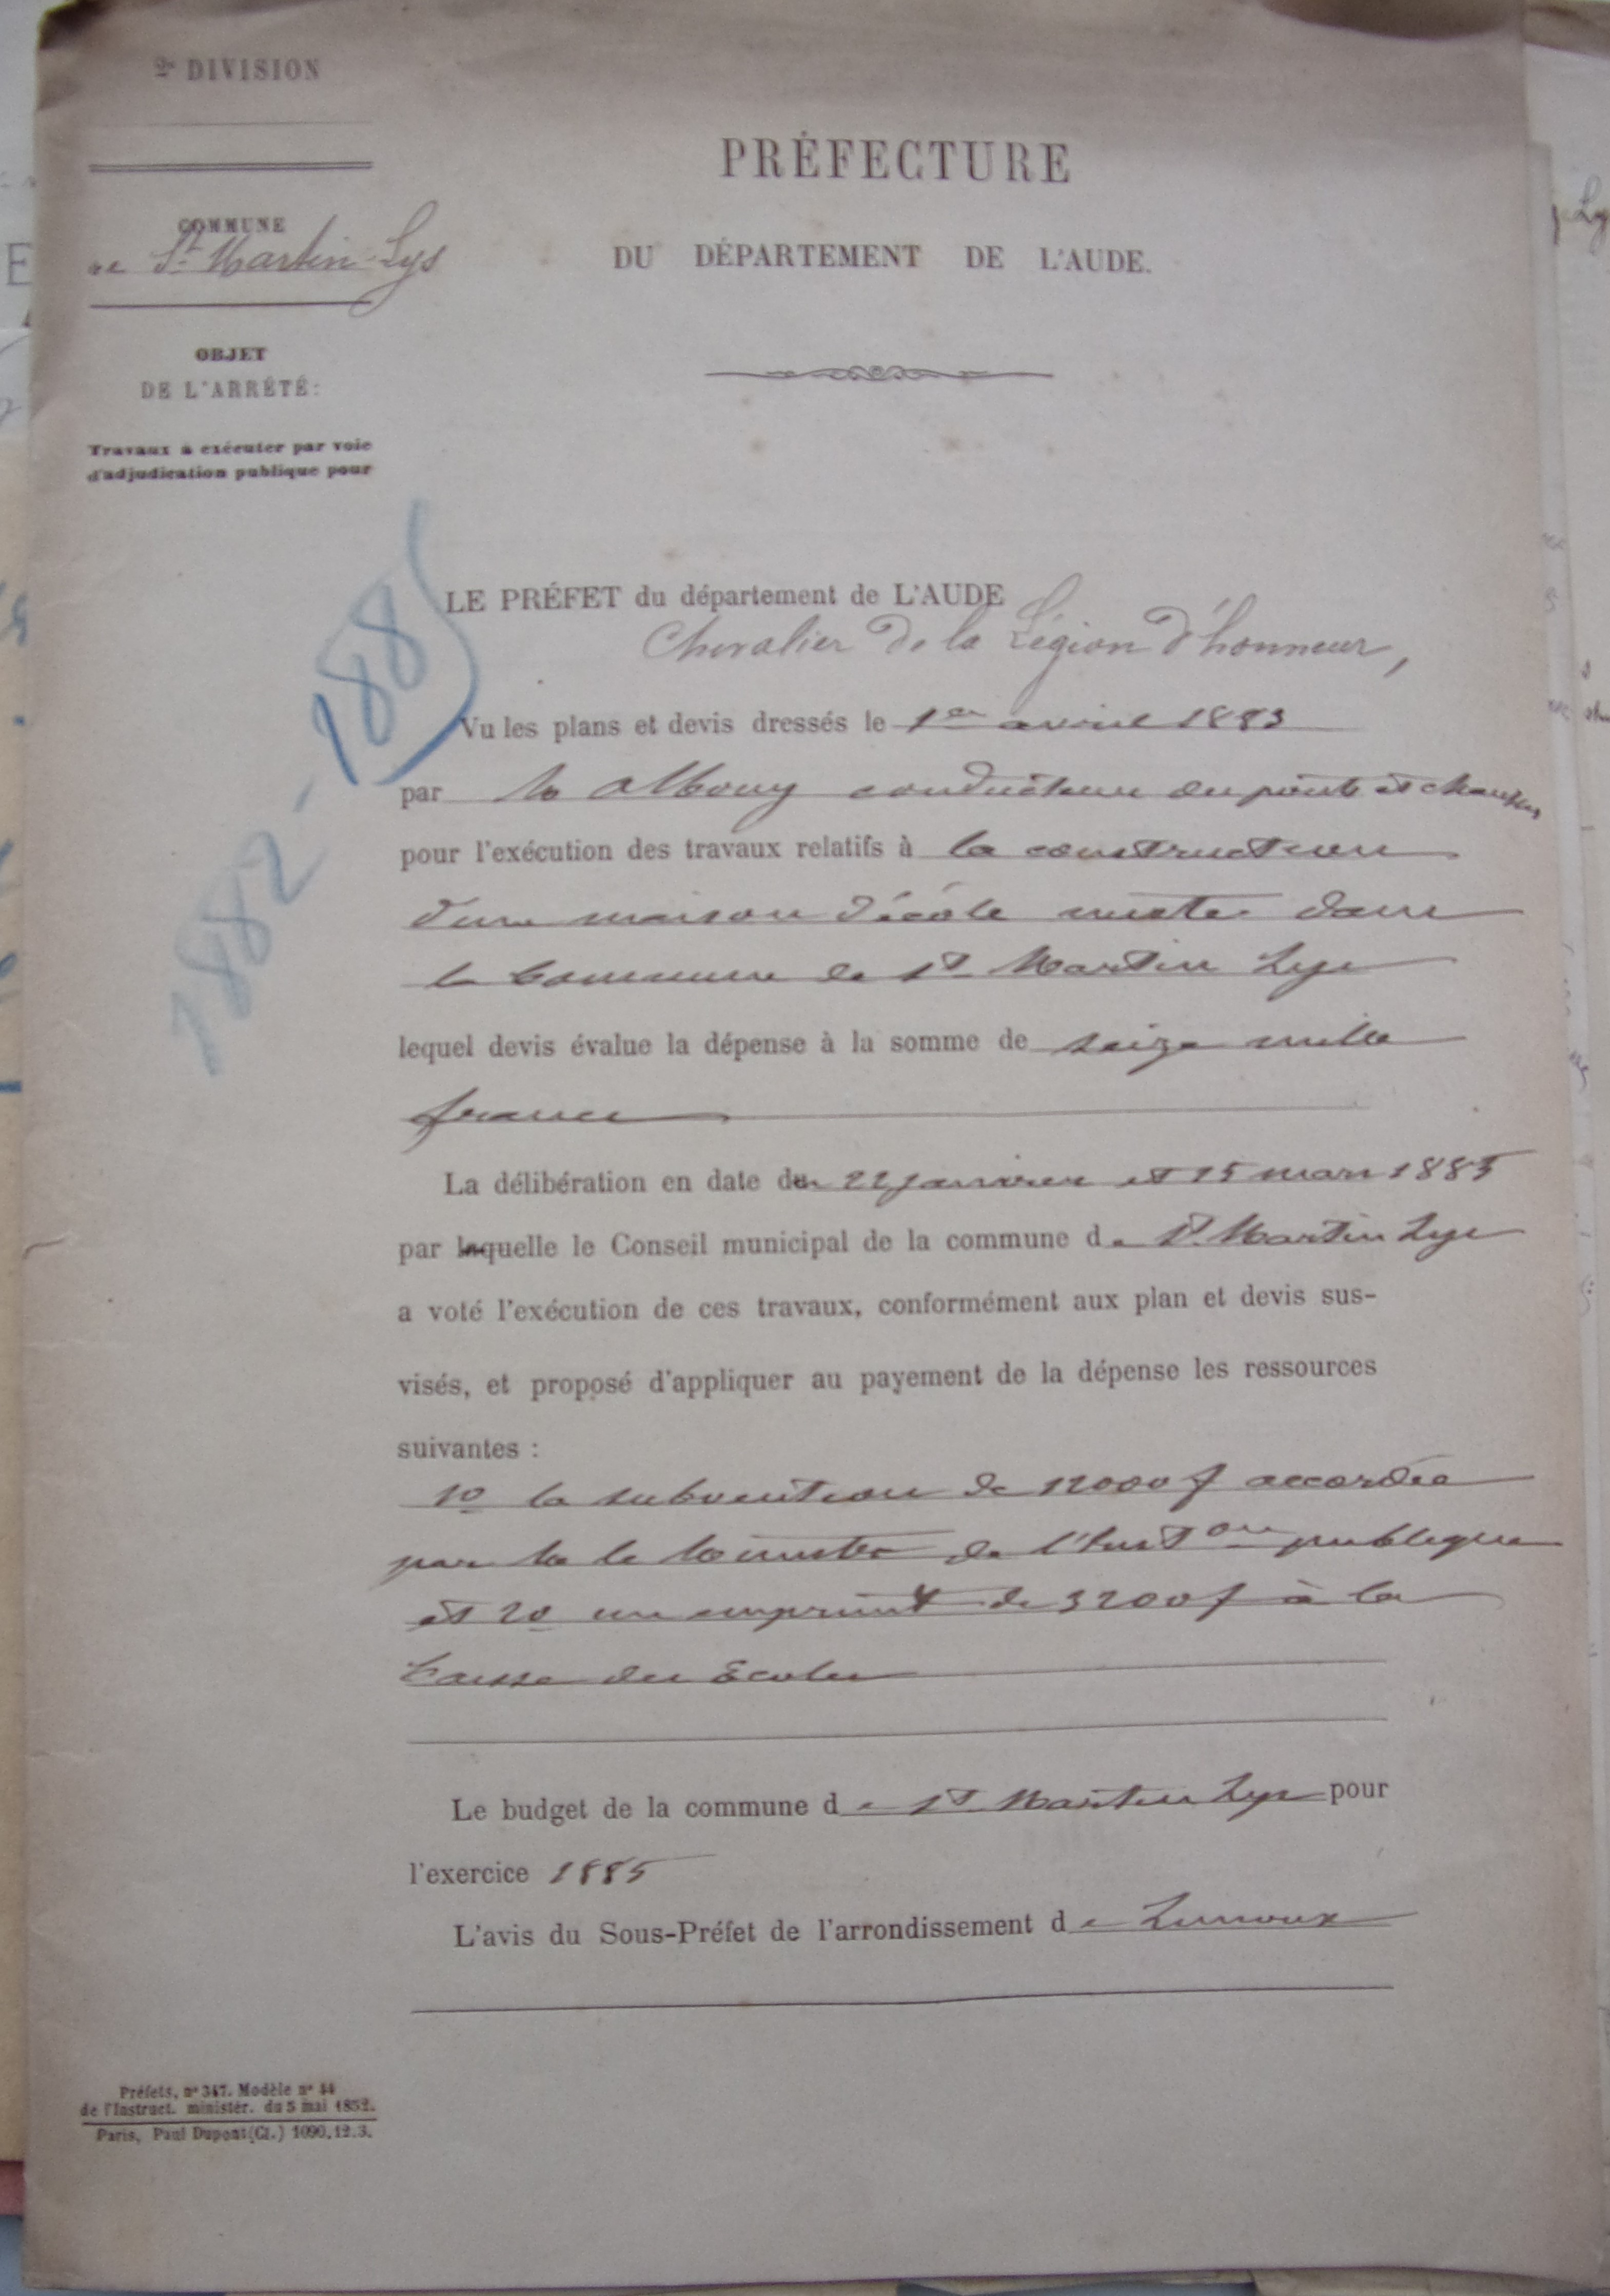 2e DIVISION
PRÉFECTURE
DU DÉPARTEMENT DE L'AUDE.
COMMUNE
de St Martin-Lys
OBJET
DE L'ARRÊTÉ:
Travaux à exécuter par voie
d'adjudication publique pour
1882-188
LE PRÉFET du département de L'AUDE
Chevalier de la Légion d'honneur,
Vu les plans et devis dressés le 1er avril 1883
par M Albouy conducteur des ponts et chaussées
pour l'exécution des travaux relatifs à la construction
d'une maison d'école mixte dans
la Commune de St Martin Lys
lequel devis évalue la dépense à la somme de seize mille
francs
La délibération en date des 22 janvier et 15 mars 1885
par laquelle le Conseil municipal de la commune de St Martin Lys
a voté l'exécution de ces travaux, conformément aux plan et devis sus-
visés, et proposé d'appliquer au payement de la dépense les ressources
suivantes :
1o la subvention de 12000 f accordée
par M le Ministre de l'Inston publique
et 2o un emprunt de 3200 f à la
Caisse des Ecoles
Le budget de la commune de St Martin Lys pour
l'exercice 1885
L'avis du Sous-Préfet de l'arrondissement de Limoux
Préfets, no 347. Modèle no 44
de l'Instruct. ministér. du 5 mai 1852.
Paris, Paul Dupont (Cl.) 1090.12.3.